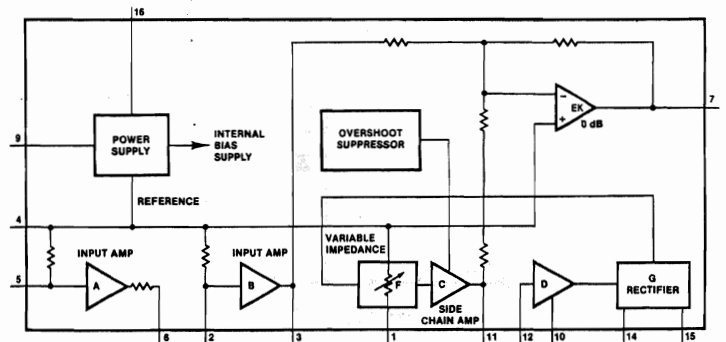 16
7
EK
0 dB
9
POWER
SUPPLY
INTERNAL
BIAS
SUPPLY
OVERSHOOT
SUPPRESSOR
REFERENCE
4
INPUT AMP
INPUT AMP
VARIABLE
IMPEDANCE
5
A
B
F
C
D
G
RECTIFIER
SIDE
CHAIN AMP
6
2
3
1
11
12
10
14
15